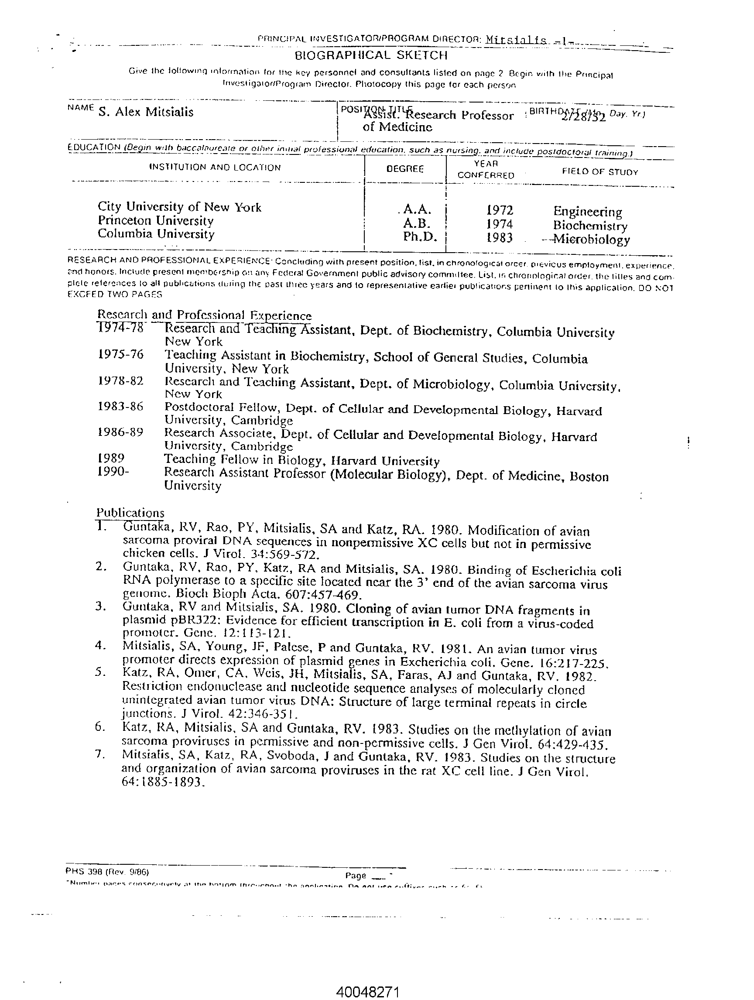 PRINCIPAL INVESTIGATOR/PROGRAM DIRECTOR: Mitsialis -1-
BIOGRAPHICAL SKETCH
Give the following information for the key personnel and consultants listed on page 2. Begin with the Principal
Investigator/Program Director. Photocopy this page for each person
NAME S. Alex Mitsialis
POSITION TITLE Assist. Research Professor
of Medicine
BIRTHDATE (Mo. Day. Yr.) 2/28/52
EDUCATION (Begin with baccalaureate or other initial professional education, such as nursing, and include postdoctoral training.)
INSTITUTION AND LOCATION DEGREE YEAR CONFERRED FIELD OF STUDY
City University of New York A.A. 1972 Engineering
Princeton University A.B. 1974 Biochemistry
Columbia University Ph.D. 1983 Microbiology
RESEARCH AND PROFESSIONAL EXPERIENCE: Concluding with present position, list, in chronological order, previous employment, experience,
and honors. Include present membership on any Federal Government public advisory committee. List, in chronological order, the titles and com-
plete references to all publications during the past three years and to representative earlier publications pertinent to this application. DO NOT
EXCEED TWO PAGES
Research and Professional Experience
1974-78 Research and Teaching Assistant, Dept. of Biochemistry, Columbia University
New York
1975-76 Teaching Assistant in Biochemistry, School of General Studies, Columbia
University, New York
1978-82 Research and Teaching Assistant, Dept. of Microbiology, Columbia University,
New York
1983-86 Postdoctoral Fellow, Dept. of Cellular and Developmental Biology, Harvard
University, Cambridge
1986-89 Research Associate, Dept. of Cellular and Developmental Biology, Harvard
University, Cambridge
1989 Teaching Fellow in Biology, Harvard University
1990- Research Assistant Professor (Molecular Biology), Dept. of Medicine, Boston
University
Publications
1. Guntaka, RV, Rao, PY, Mitsialis, SA and Katz, RA. 1980. Modification of avian
sarcoma proviral DNA sequences in nonpermissive XC cells but not in permissive
chicken cells. J Virol. 34:569-572.
2. Guntaka, RV, Rao, PY, Katz, RA and Mitsialis, SA. 1980. Binding of Escherichia coli
RNA polymerase to a specific site located near the 3' end of the avian sarcoma virus
genome. Bioch Bioph Acta. 607:457-469.
3. Guntaka, RV and Mitsialis, SA. 1980. Cloning of avian tumor DNA fragments in
plasmid pBR322: Evidence for efficient transcription in E. coli from a virus-coded
promoter. Gene. 12:113-121.
4. Mitsialis, SA, Young, JF, Palese, P and Guntaka, RV. 1981. An avian tumor virus
promoter directs expression of plasmid genes in Excherichia coli. Gene. 16:217-225.
5. Katz, RA, Omer, CA, Weis, JH, Mitsialis, SA, Faras, AJ and Guntaka, RV. 1982.
Restriction endonuclease and nucleotide sequence analyses of molecularly cloned
unintegrated avian tumor virus DNA: Structure of large terminal repeats in circle
junctions. J Virol. 42:346-351.
6. Katz, RA, Mitsialis, SA and Guntaka, RV. 1983. Studies on the methylation of avian
sarcoma proviruses in permissive and non-permissive cells. J Gen Virol. 64:429-435.
7. Mitsialis, SA, Katz, RA, Svoboda, J and Guntaka, RV. 1983. Studies on the structure
and organization of avian sarcoma proviruses in the rat XC cell line. J Gen Virol.
64:1885-1893.
PHS 398 (Rev. 9/86) Page
*Number pages consecutively at the bottom throughout the application. Do not use suffixes such as
40048271